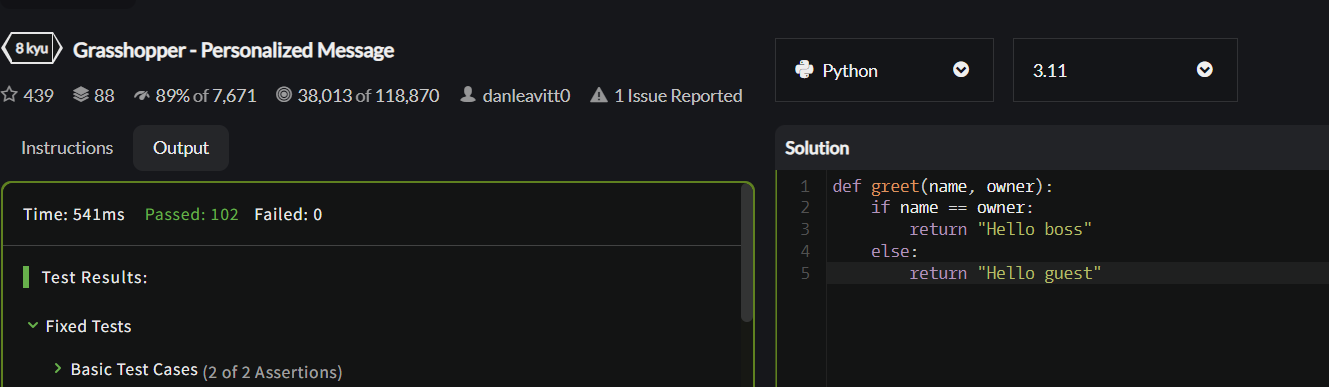 8 kyu Grasshopper - Personalized Message
439 88 89% of 7,671 38,013 of 118,870 danleavitt0 1 Issue Reported
Python 3.11
Instructions Output
Time: 541ms Passed: 102 Failed: 0
Test Results:
Fixed Tests
Basic Test Cases (2 of 2 Assertions)
Solution
1 def greet(name, owner):
2     if name == owner:
3         return "Hello boss"
4     else:
5         return "Hello guest"